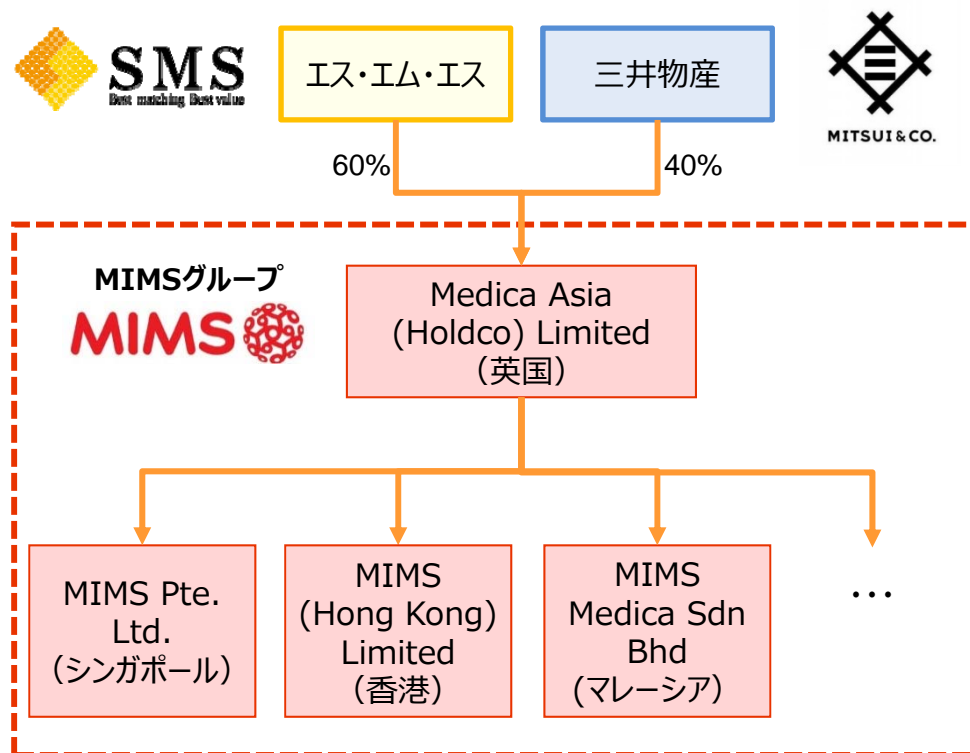 SMS
Best matching Best value
エス・エム・エス
三井物産
MITSUI & CO.
60%
40%
MIMSグループ
MIMS
Medica Asia
(Holdco) Limited
（英国）
MIMS Pte.
Ltd.
（シンガポール）
MIMS
(Hong Kong)
Limited
（香港）
MIMS
Medica Sdn
Bhd
(マレーシア）
…